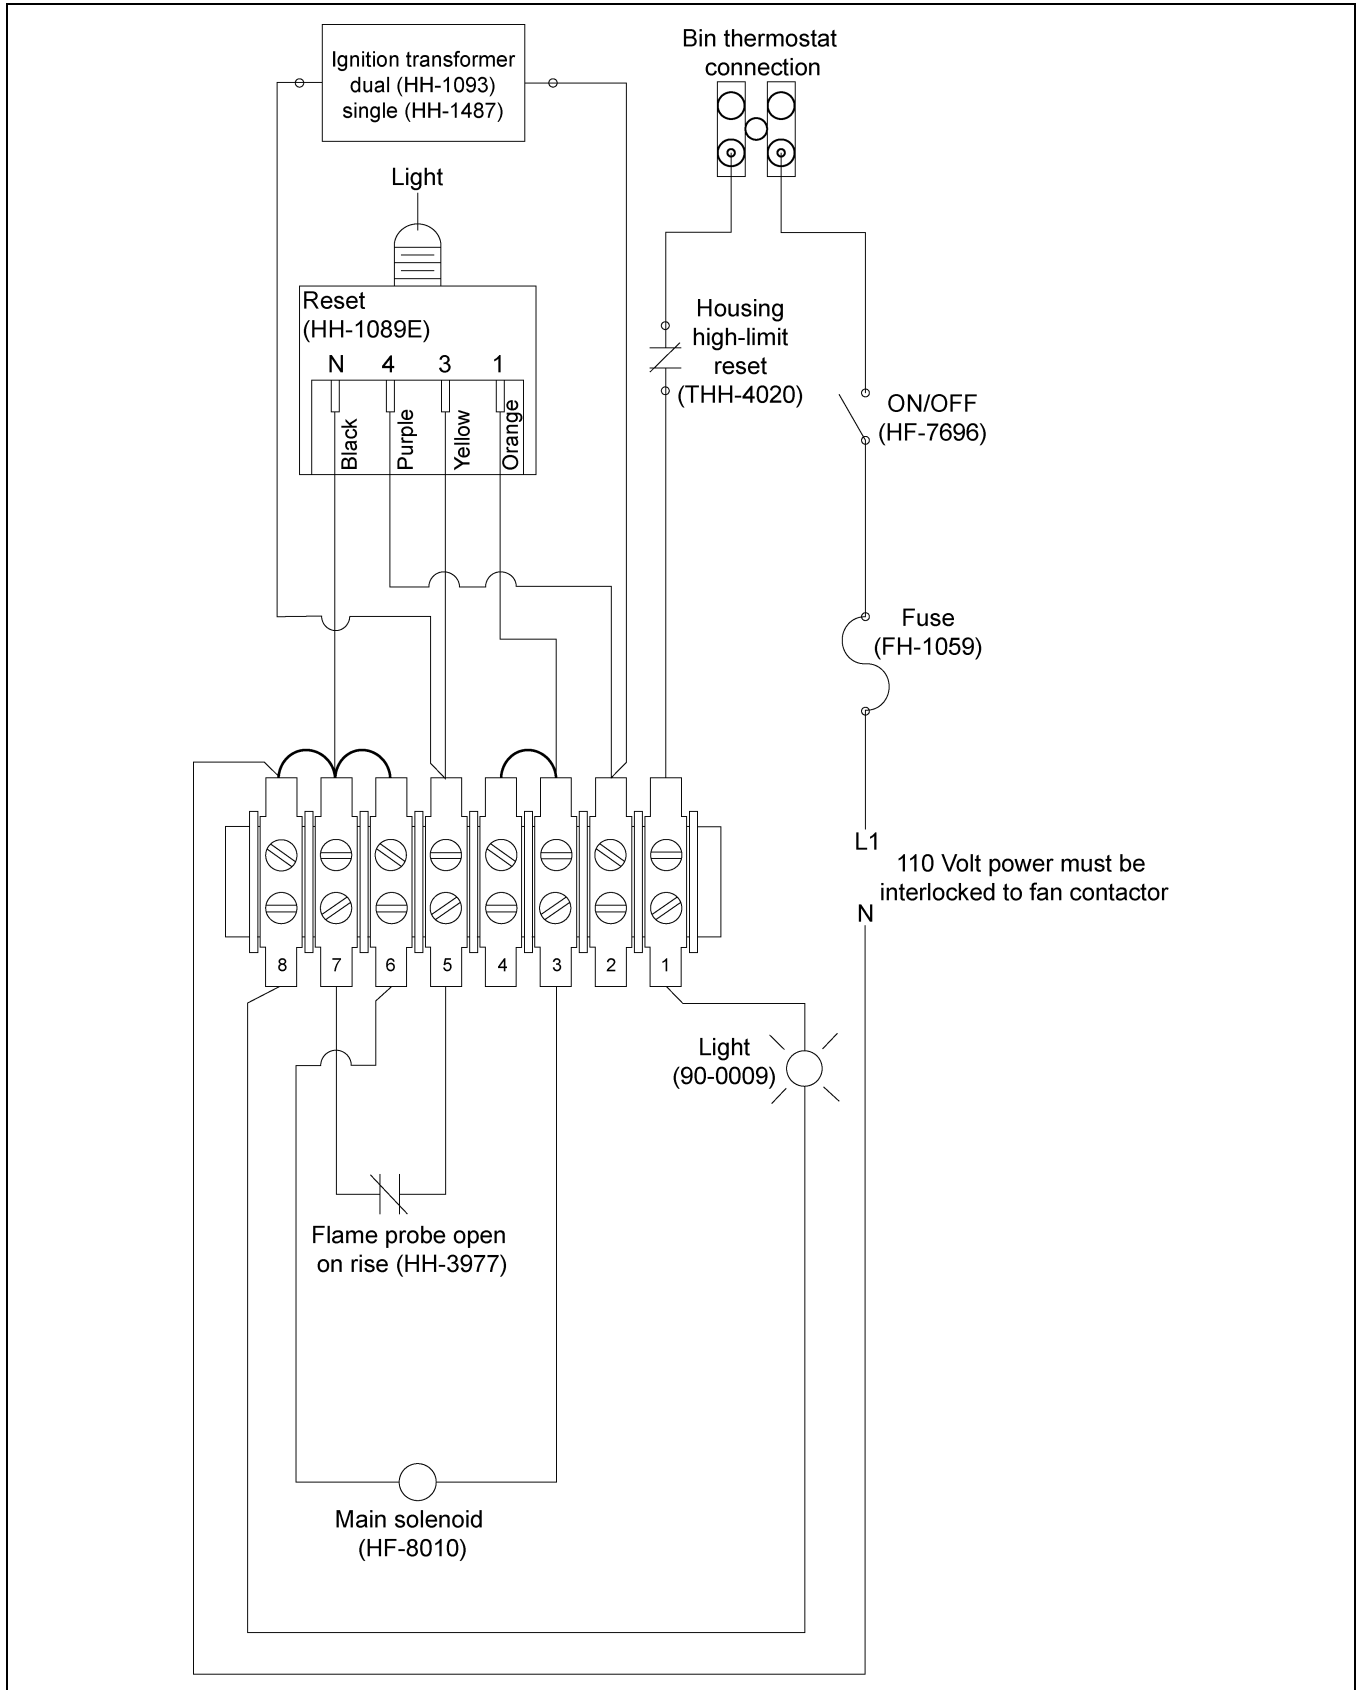 Ignition transformer
dual (HH-1093)
single (HH-1487)
Bin thermostat
connection
Light
Reset
(HH-1089E)
N 4 3 1
Black
Purple
Yellow
Orange
Housing
high-limit
reset
(THH-4020)
ON/OFF
(HF-7696)
Fuse
(FH-1059)
L1
110 Volt power must be
interlocked to fan contactor
N
8 7 6 5 4 3 2 1
Light
(90-0009)
Flame probe open
on rise (HH-3977)
Main solenoid
(HF-8010)